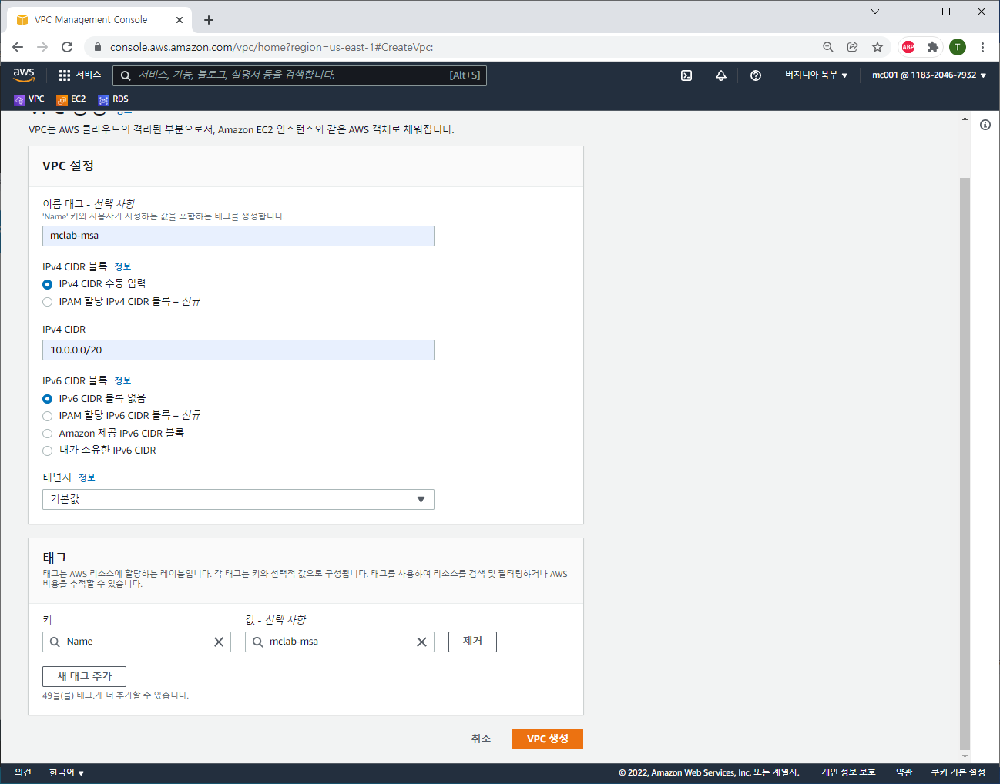 VPC Management Console
console.aws.amazon.com/vpc/home?region=us-east-1#CreateVpc:
ABP
T
aws
서비스
서비스, 기능, 블로그, 설명서 등을 검색합니다.
[Alt+S]
버지니아 북부
mc001 @ 1183-2046-7932
VPC
EC2
RDS
VPC는 AWS 클라우드의 격리된 부분으로서, Amazon EC2 인스턴스와 같은 AWS 객체로 채워집니다.
VPC 설정
이름 태그 - 선택 사항
'Name' 키와 사용자가 지정하는 값을 포함하는 태그를 생성합니다.
mclab-msa
IPv4 CIDR 블록 정보
IPv4 CIDR 수동 입력
IPAM 할당 IPv4 CIDR 블록 – 신규
IPv4 CIDR
10.0.0.0/20
IPv6 CIDR 블록 정보
IPv6 CIDR 블록 없음
IPAM 할당 IPv6 CIDR 블록 – 신규
Amazon 제공 IPv6 CIDR 블록
내가 소유한 IPv6 CIDR
테넌시 정보
기본값
태그
태그는 AWS 리소스에 할당하는 레이블입니다. 각 태그는 키와 선택적 값으로 구성됩니다. 태그를 사용하여 리소스를 검색 및 필터링하거나 AWS
비용을 추적할 수 있습니다.
키
값 - 선택 사항
Name
mclab-msa
제거
새 태그 추가
49을(를) 태그.개 더 추가할 수 있습니다.
취소
VPC 생성
의견
한국어
© 2022, Amazon Web Services, Inc. 또는 계열사.
개인 정보 보호
약관
쿠키 기본 설정